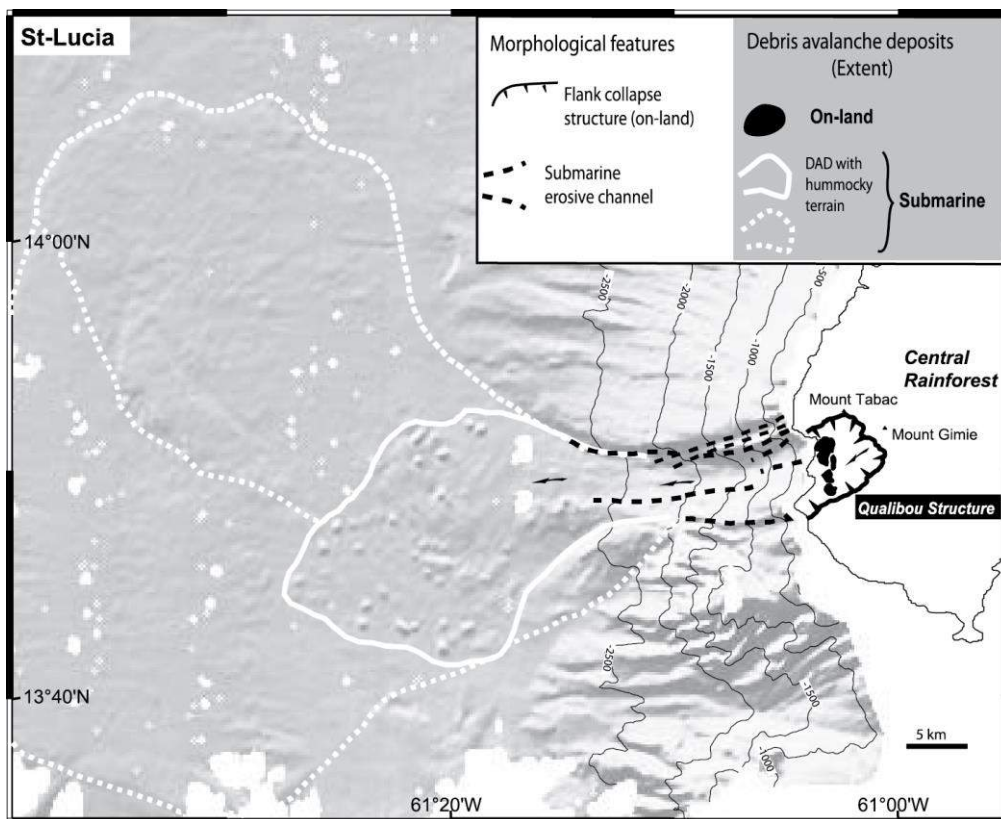 St-Lucia
Morphological features
Flank collapse
structure (on-land)
Submarine
erosive channel
Debris avalanche deposits
(Extent)
On-land
DAD with
hummocky
terrain
Submarine
14°00'N
13°40'N
61°20'W
61°00'W
-2500
-2000
-1500
-1000
-500
Central
Rainforest
Mount Tabac
Mount Gimie
Qualibou Structure
-2500
-1500
-1000
5 km